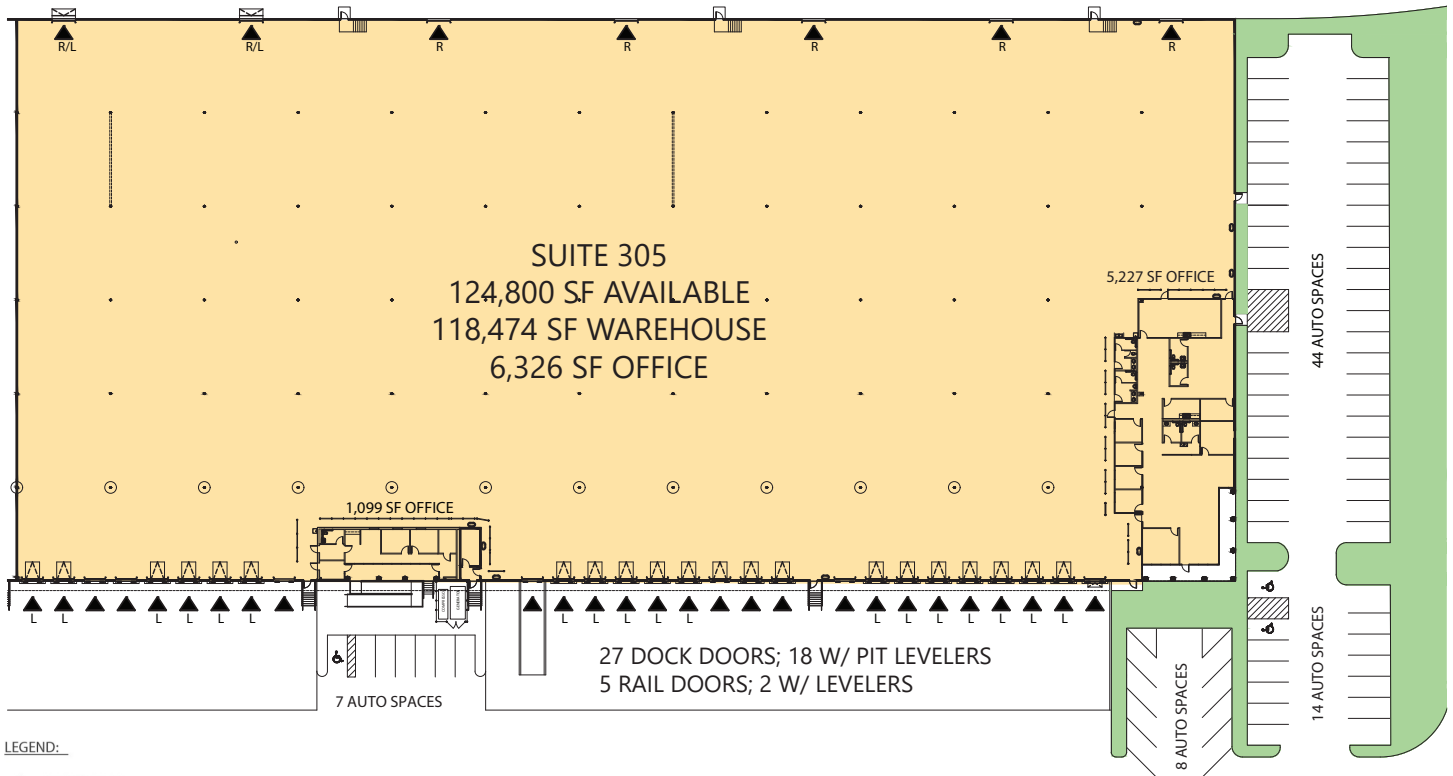 R/L R/L R R R R R
SUITE 305
124,800 SF AVAILABLE
118,474 SF WAREHOUSE
6,326 SF OFFICE
5,227 SF OFFICE
44 AUTO SPACES
1,099 SF OFFICE
GENERATOR
L L L L L L L L L L L L L L L L L L
27 DOCK DOORS; 18 W/ PIT LEVELERS
5 RAIL DOORS; 2 W/ LEVELERS
7 AUTO SPACES
8 AUTO SPACES
14 AUTO SPACES
LEGEND: